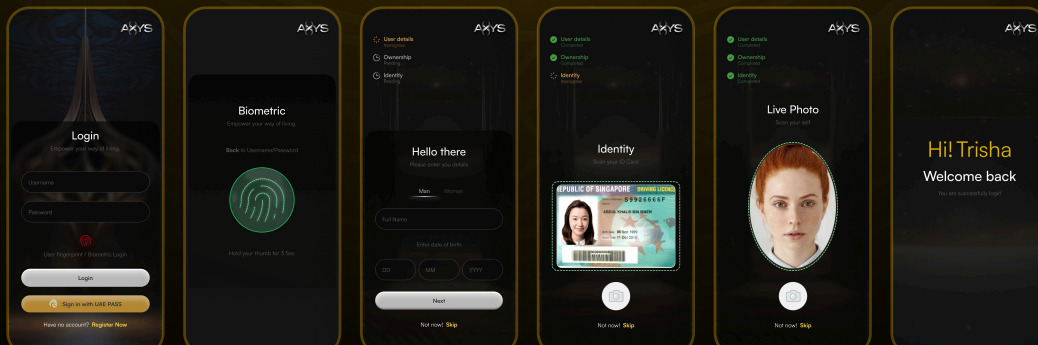 AXYS
Login
Empower your way of living.
Username
Password
User fingerprint / Biometric Login
Login
Sign in with UAE PASS
Have no account? Register Now
Biometric
Empower your way of living.
Back to Username/Password
Hold your thumb for 3 Sec
AXYS
User details
Inprogress
Ownership
Pending
Identity
Pending
Hello there
Please enter you details
Man Woman
Full Name
Enter date of birth
DD MM YYYY
Next
Not now! Skip
AXYS
User details
Completed
Ownership
Completed
Identity
Inprogress
Identity
Scan your ID Card
REPUBLIC OF SINGAPORE DRIVING LICENCE
S9926666F
Not now! Skip
AXYS
User details
Completed
Ownership
Completed
Identity
Completed
Live Photo
Scan your self
Not now! Skip
AXYS
Hi! Trisha
Welcome back
You are successfully login!